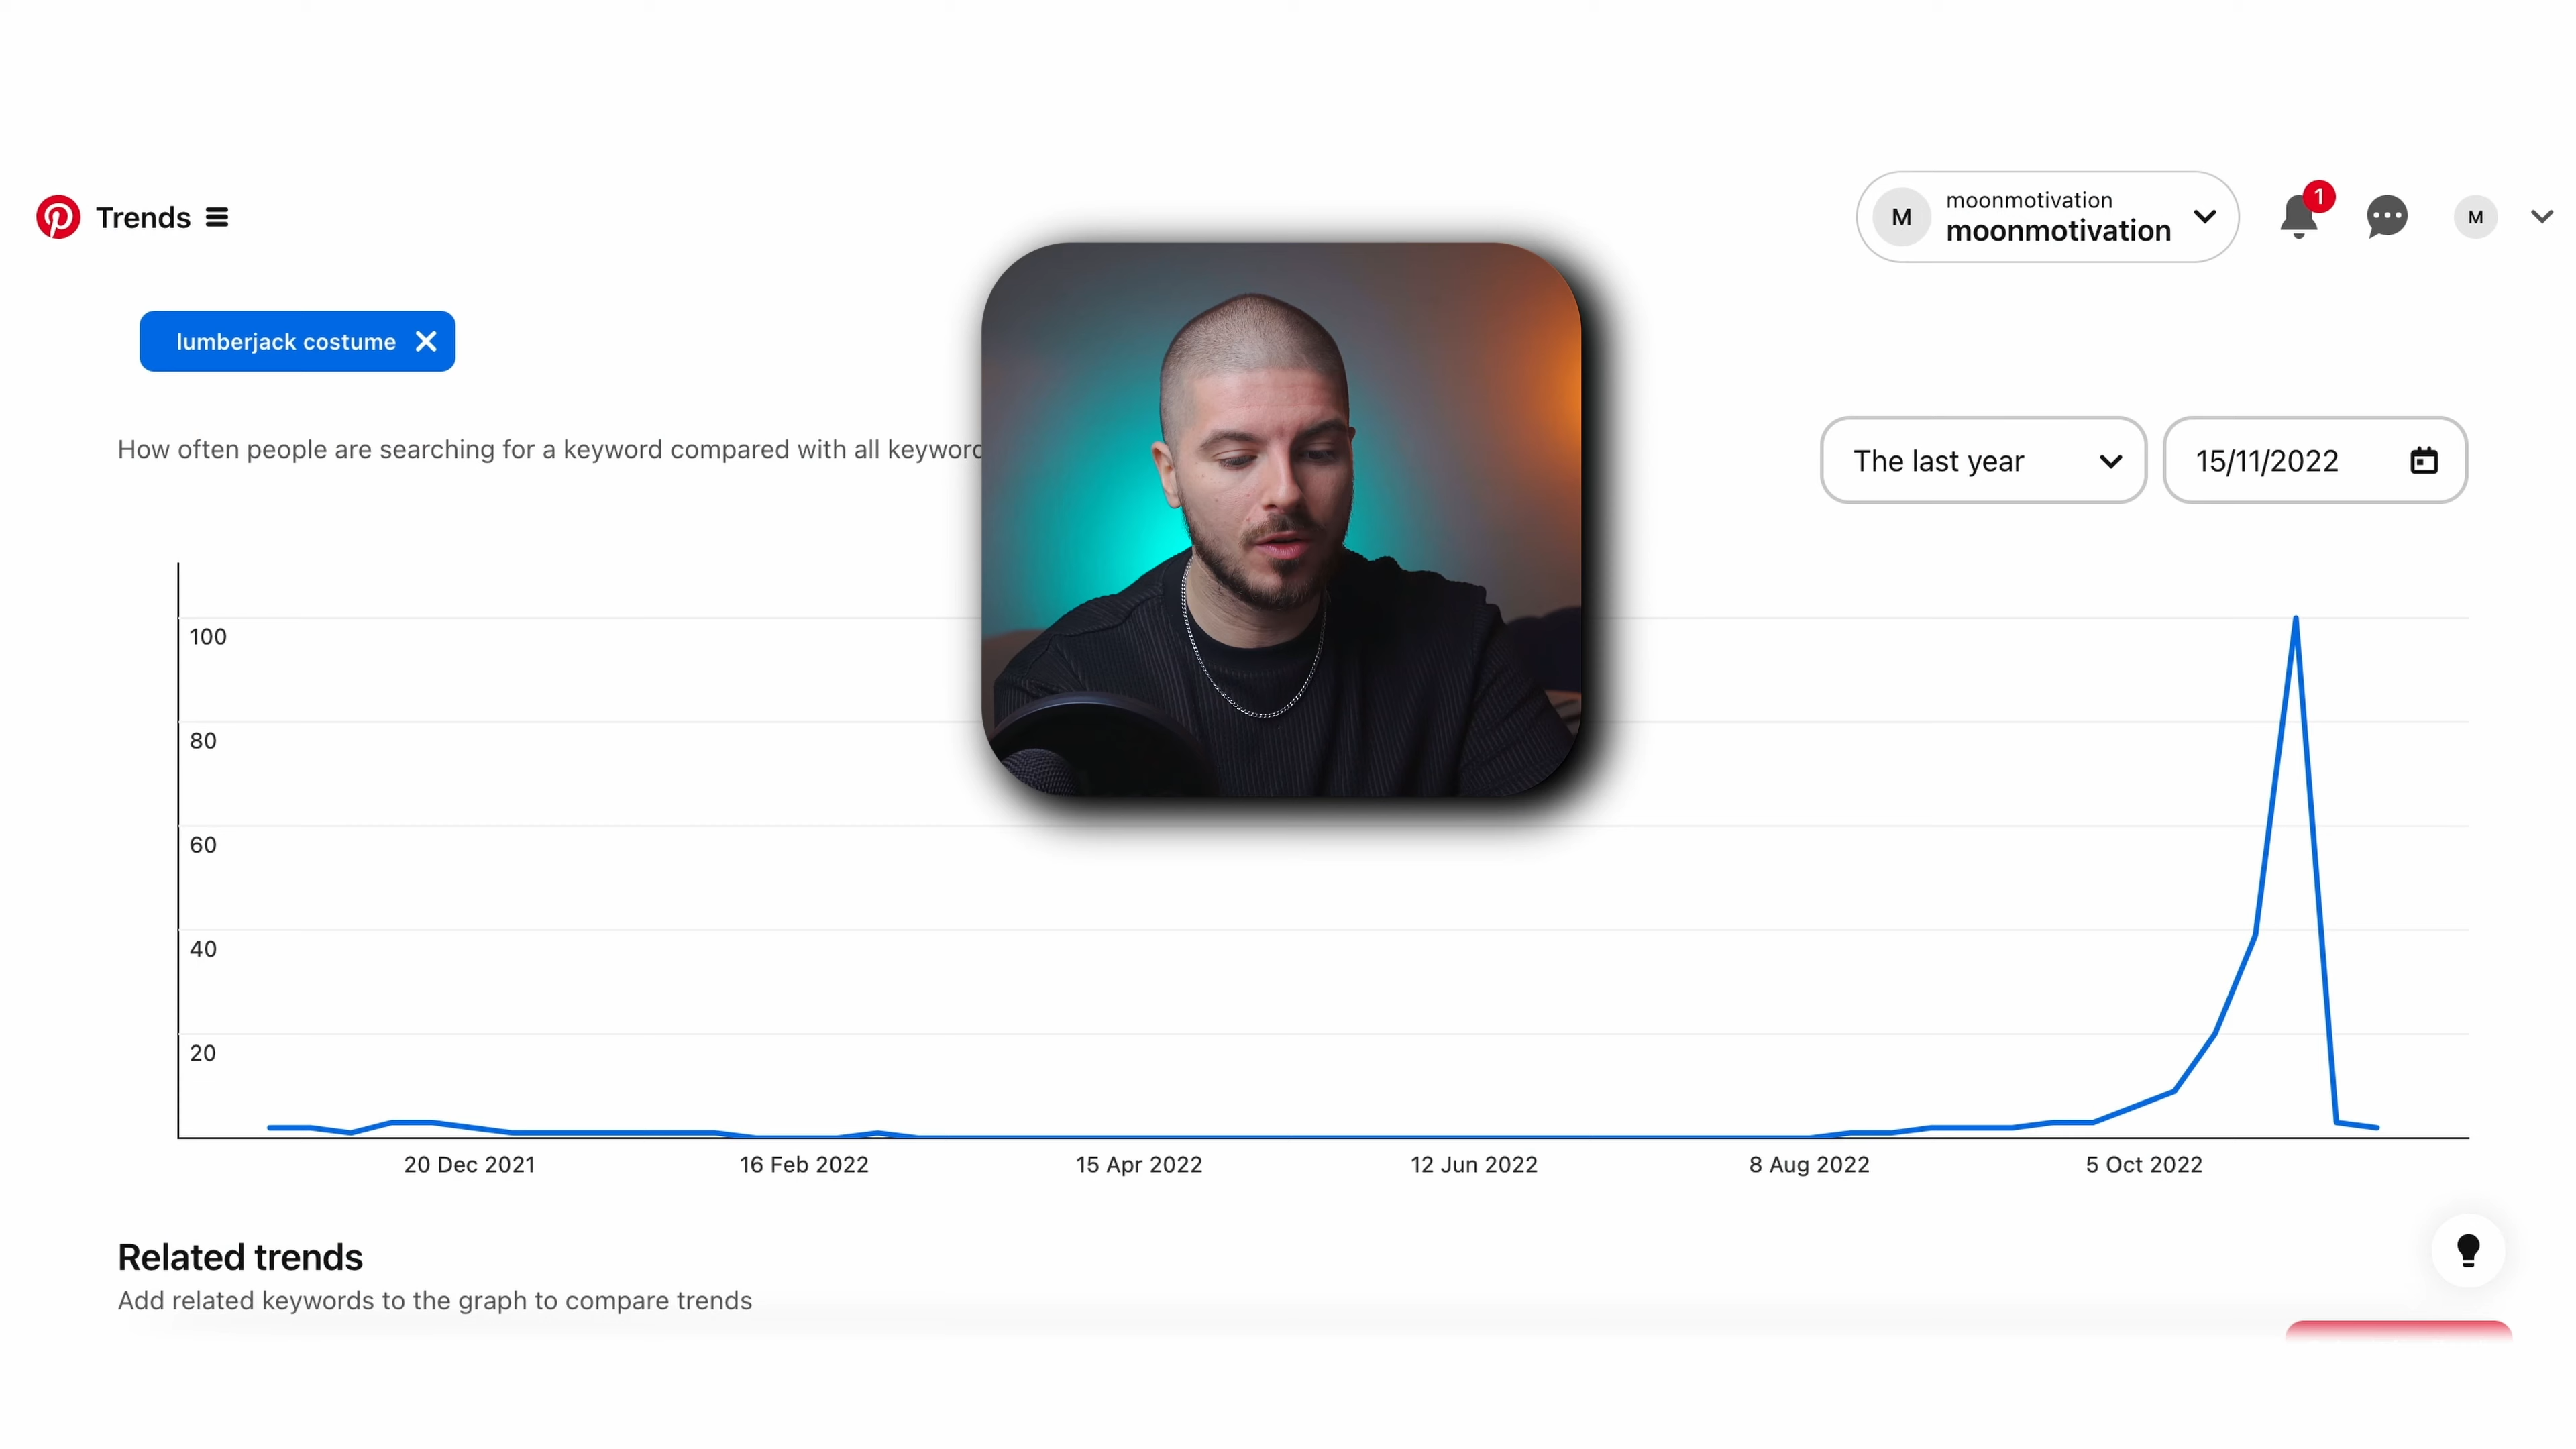 Trends
M
moonmotivation
moonmotivation
1
M
lumberjack costume
How often people are searching for a keyword compared with all
The last year
15/11/2022
100
80
60
40
20
20 Dec 2021
16 Feb 2022
15 Apr 2022
12 Jun 2022
8 Aug 2022
5 Oct 2022
Related trends
Add related keywords to the graph to compare trends